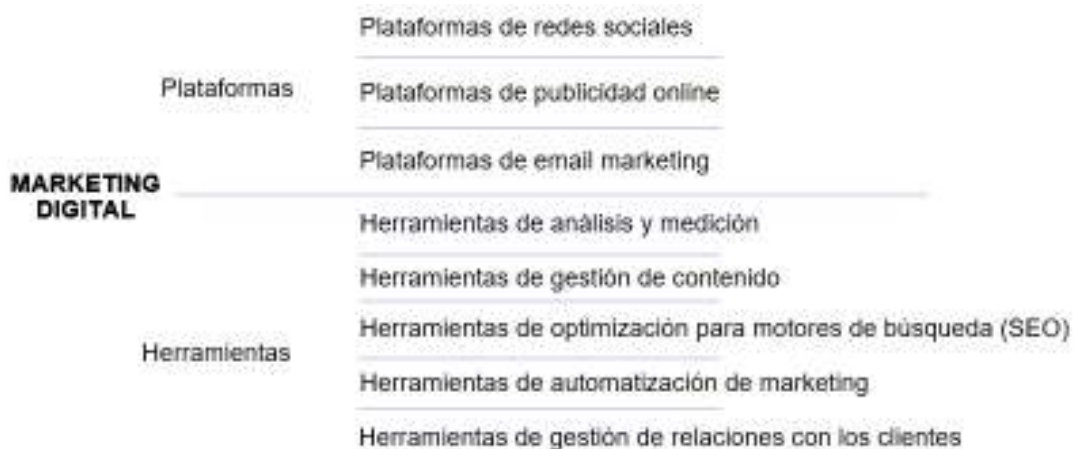 Plataformas de redes sociales
Plataformas
Plataformas de publicidad online
Plataformas de email marketing
MARKETING
DIGITAL
Herramientas de análisis y medición
Herramientas de gestión de contenido
Herramientas de optimización para motores de búsqueda (SEO)
Herramientas
Herramientas de automatización de marketing
Herramientas de gestión de relaciones con los clientes